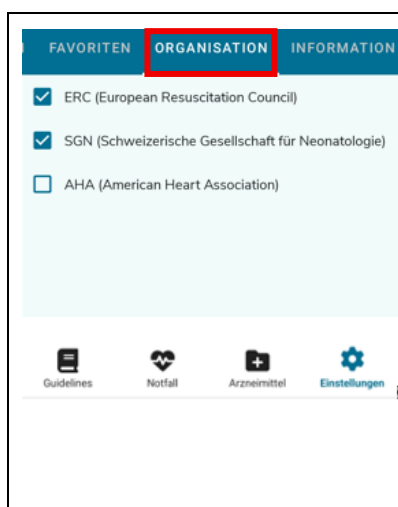 FAVORITEN ORGANISATION INFORMATION
ERC (European Resuscitation Council)
SGN (Schweizerische Gesellschaft für Neonatologie)
AHA (American Heart Association)
Guidelines Notfall Arzneimittel Einstellungen